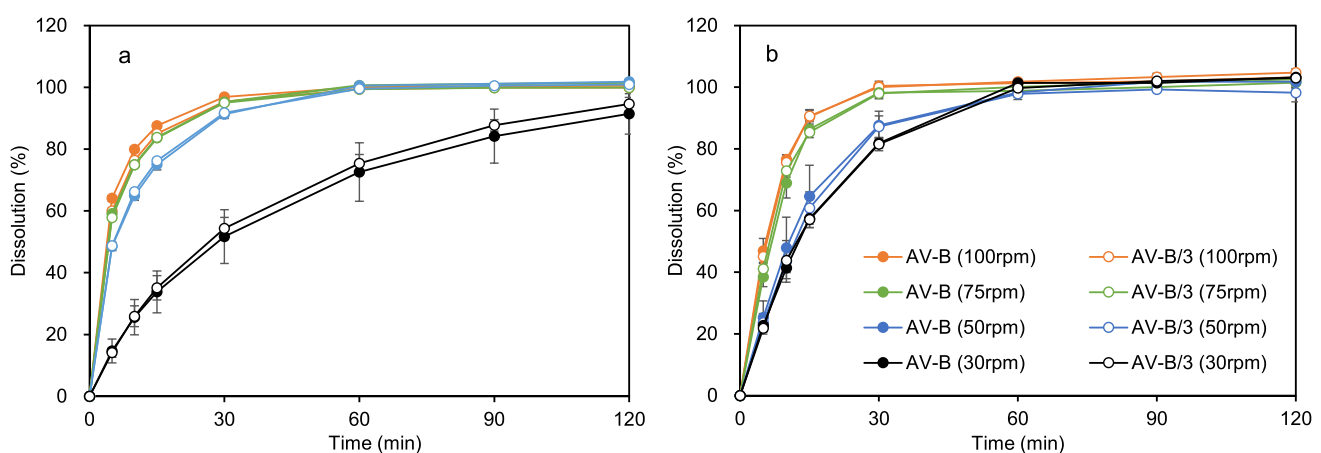 a
120
100
80
60
40
20
0
Dissolution (%)
0 30 60 90 120
Time (min)
b
120
100
80
60
40
20
0
Dissolution (%)
AV-B (100rpm) AV-B/3 (100rpm)
AV-B (75rpm) AV-B/3 (75rpm)
AV-B (50rpm) AV-B/3 (50rpm)
AV-B (30rpm) AV-B/3 (30rpm)
0 30 60 90 120
Time (min)